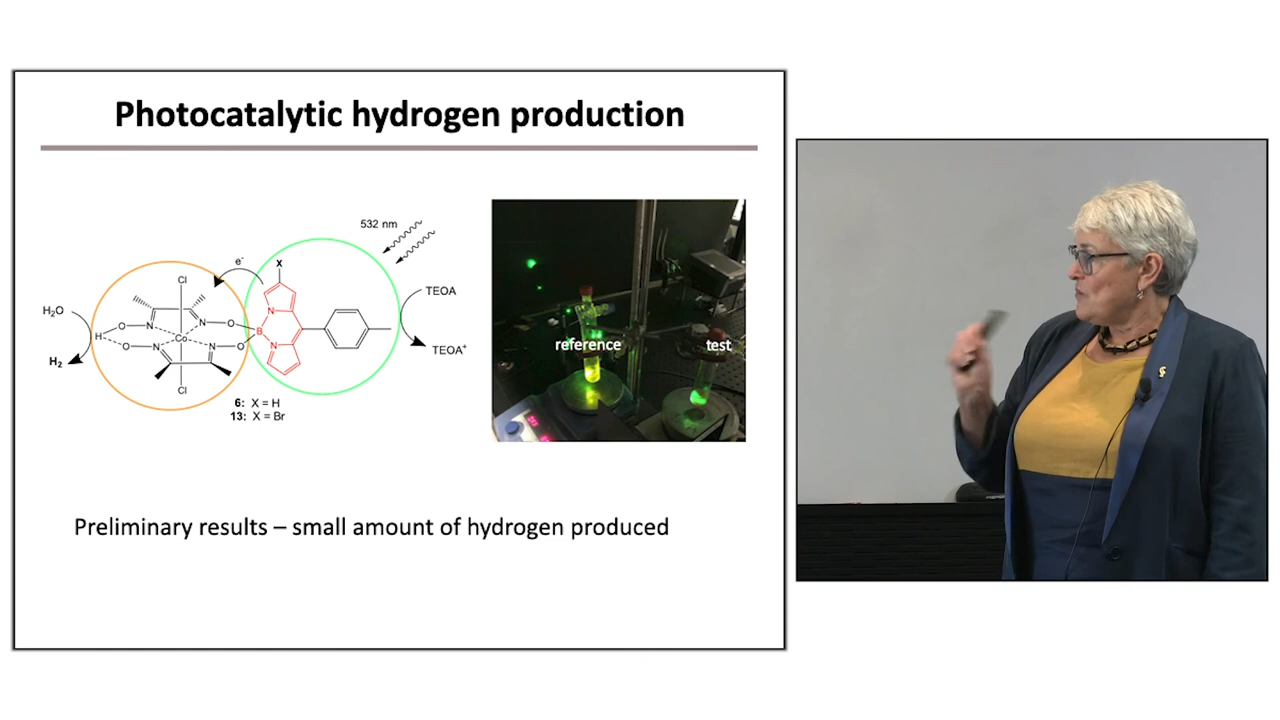 Photocatalytic hydrogen production
532 nm
e-
X
Cl
TEOA
H₂O
O
N
N
O
B
N
H
Co
O
N
N
O
N
TEOA⁺
H₂
Cl
6: X = H
13: X = Br
reference
test
Preliminary results – small amount of hydrogen produced